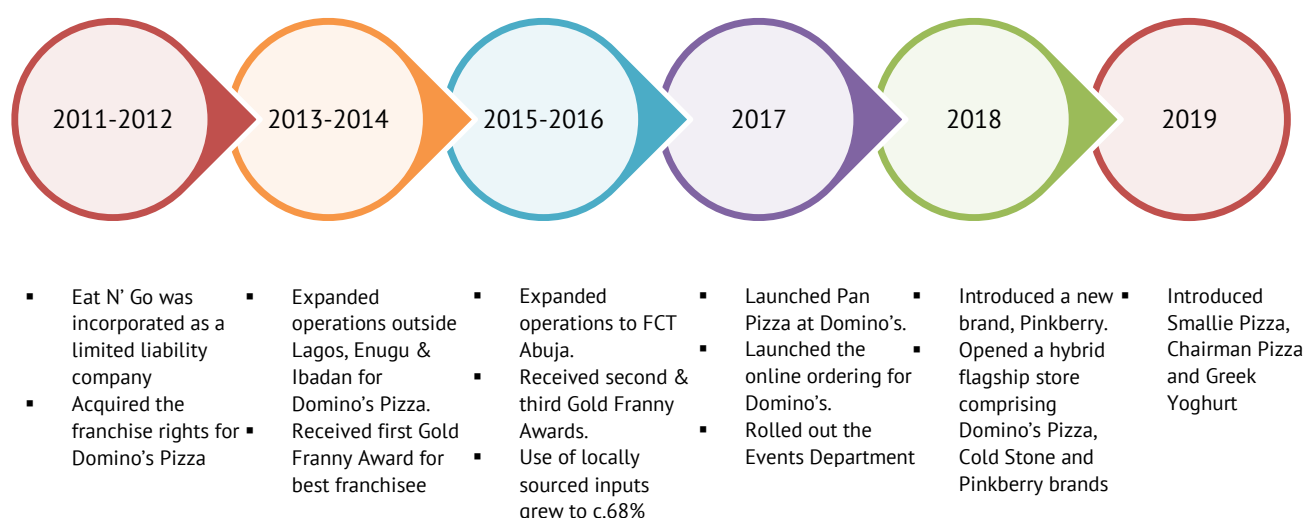 2011-2012
2013-2014
2015-2016
2017
2018
2019
▪ Eat N’ Go was
incorporated as a
limited liability
company
▪ Acquired the
franchise rights for
Domino’s Pizza
▪ Expanded
operations outside
Lagos, Enugu &
Ibadan for
Domino’s Pizza.
▪ Received first Gold
Franny Award for
best franchisee
▪ Expanded
operations to FCT
Abuja.
▪ Received second &
third Gold Franny
Awards.
▪ Use of locally
sourced inputs
grew to c.68%
▪ Launched Pan
Pizza at Domino’s.
▪ Launched the
online ordering for
Domino’s.
▪ Rolled out the
Events Department
▪ Introduced a new
brand, Pinkberry.
▪ Opened a hybrid
flagship store
comprising
Domino’s Pizza,
Cold Stone and
Pinkberry brands
▪ Introduced
Smallie Pizza,
Chairman Pizza
and Greek
Yoghurt